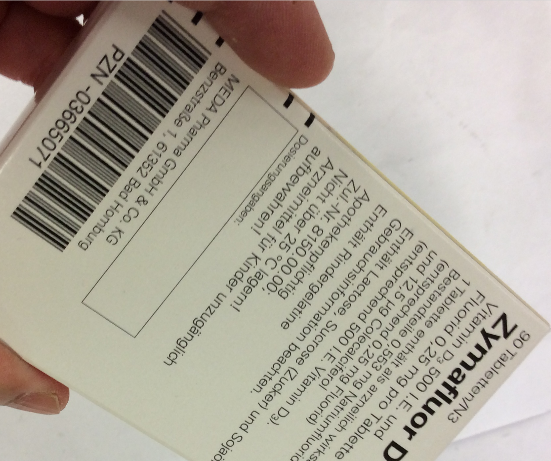 90 Tabletten/N3
Zymafluor D
Vitamin D₃ 500 I.E. und
Fluorid 0,25 mg pro Tablette
1 Tablette enthält als arzneilich wirks
Bestandteile 0,553 mg Natriumfluorid
(entsprechend 0,25 mg Fluorid)
und 12,5 µg Colecalciferol
(entsprechend 500 I.E. Vitamin D₃).
Enthält Lactose, Sucrose (Zucker) und Sojaö
Gebrauchsinformation beachten.
Enthält Rindergelatine
Apothekenpflichtig
Zul.-Nr. 8150.00.00
Nicht über 25 °C lagern!
Arzneimittel für Kinder unzugänglich
aufbewahren!
Dosierungsangaben:
MEDA Pharma GmbH & Co. KG
Benzstraße 1, 61352 Bad Homburg
PZN -03665071